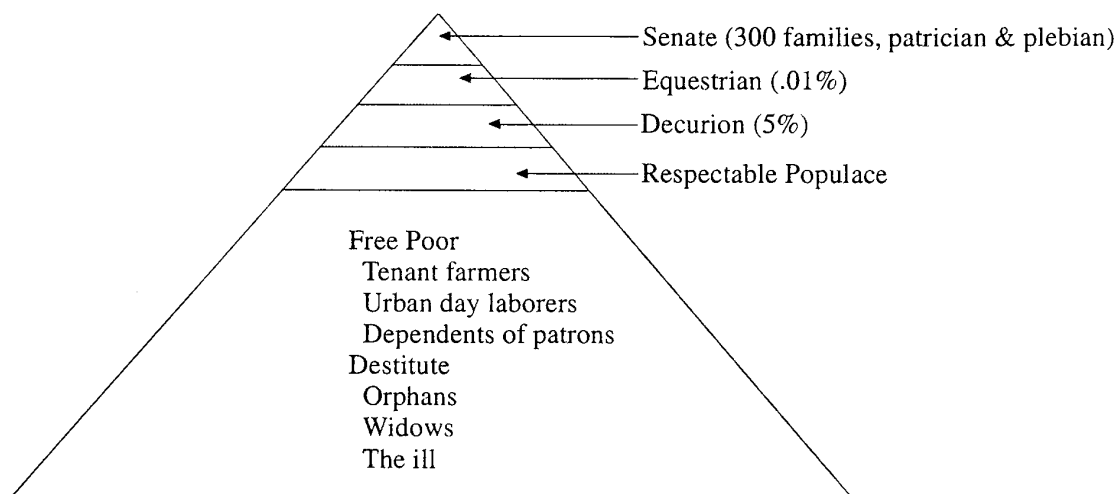 Senate (300 families, patrician & plebian)
Equestrian (.01%)
Decurion (5%)
Respectable Populace
Free Poor
Tenant farmers
Urban day laborers
Dependents of patrons
Destitute
Orphans
Widows
The ill